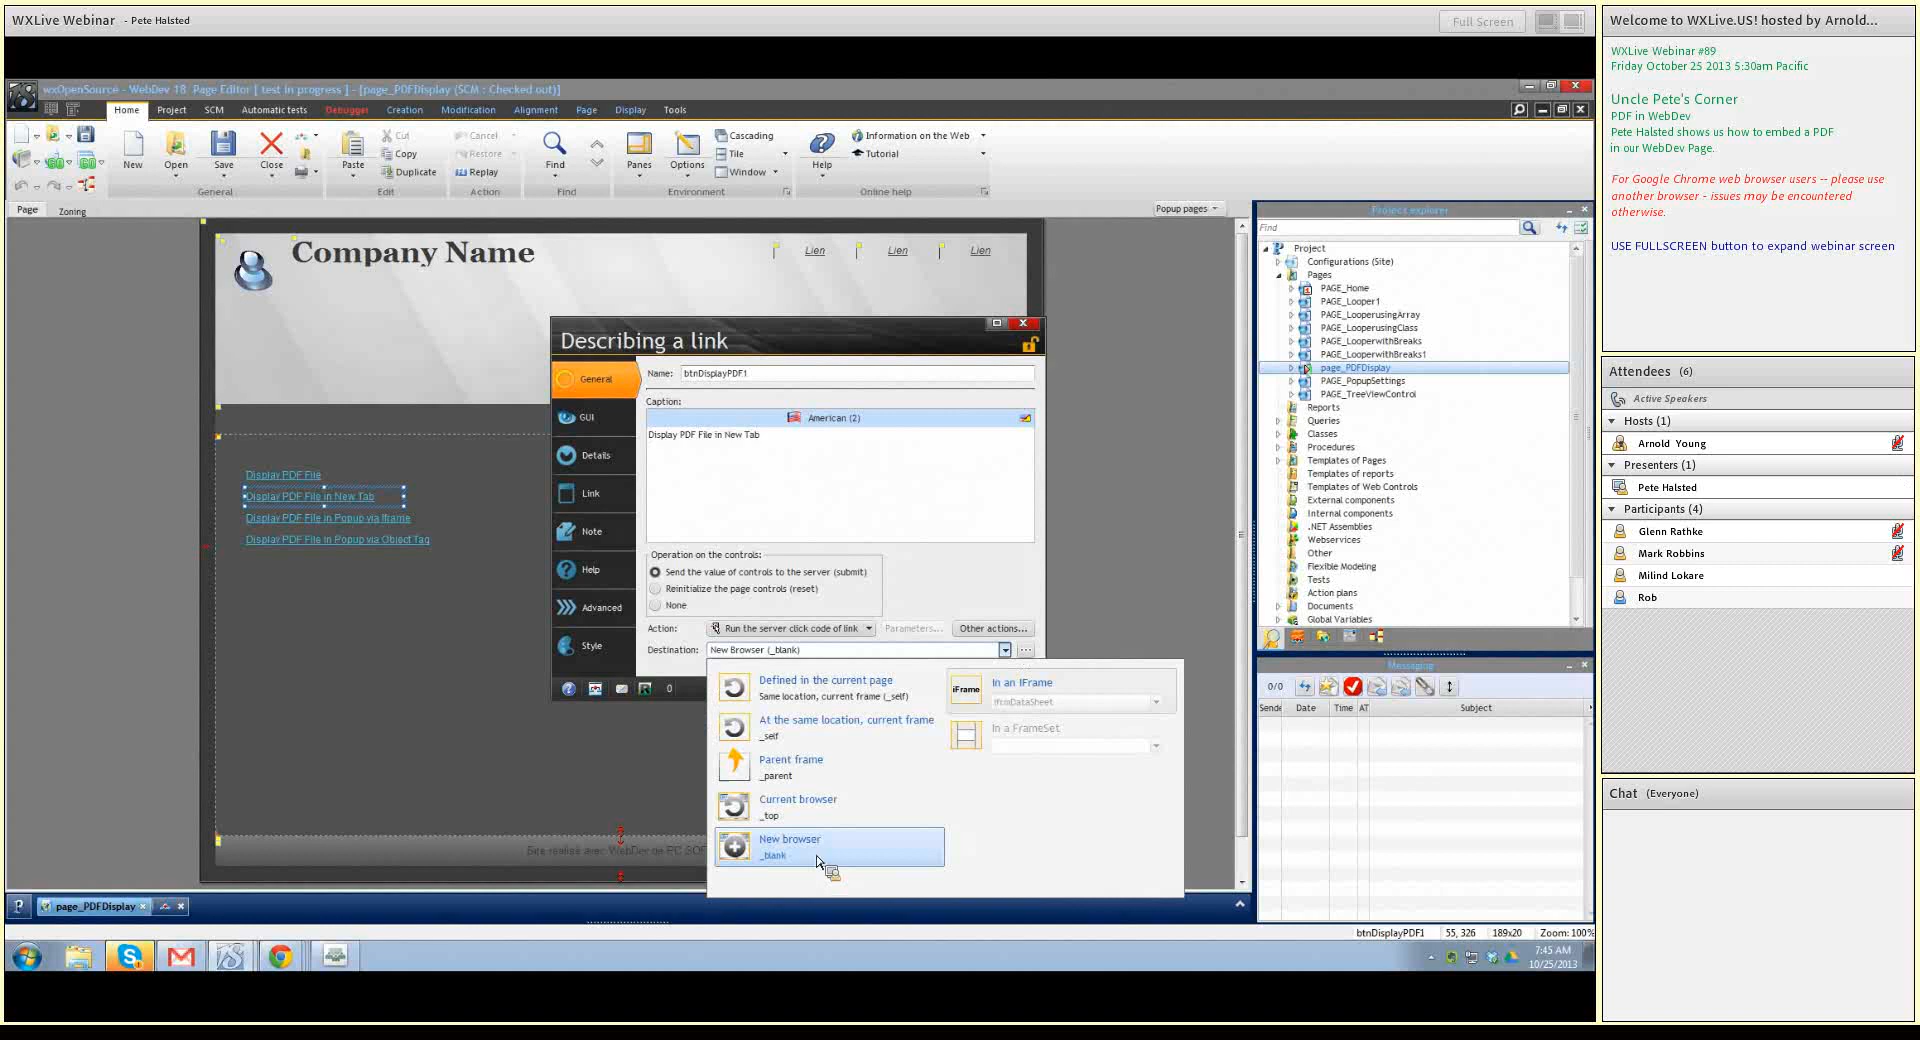 WXLive Webinar - Pete Halsted
Full Screen
wxOpenSource - WebDev 18 Page Editor [ test in progress ] - [page_PDFDisplay (SCM : Checked out)]
Home Project SCM Automatic tests Debugger Creation Modification Alignment Page Display Tools
New Open Save Close Paste Cut Copy Duplicate Cancel Restore Replay Find Panes Options Cascading Tile Window Help Information on the Web Tutorial
General Edit Action Find Environment Online help
Page Zoning Popup pages
Company Name
Lien Lien Lien
Display PDF File
Display PDF File in New Tab
Display PDF File in Popup via Iframe
Display PDF File in Popup via Object Tag
Site réalisé avec WebDev de PC SOF
Describing a link
General
GUI
Details
Link
Note
Help
Advanced
Style
0
Name: btnDisplayPDF1
Caption:
American (2)
Display PDF File in New Tab
Operation on the controls:
Send the value of controls to the server (submit)
Reinitialize the page controls (reset)
None
Action: Run the server click code of link Parameters... Other actions...
Destination: New Browser (_blank)
Defined in the current page
Same location, current frame (_self)
At the same location, current frame
_self
Parent frame
_parent
Current browser
_top
New browser
_blank
iFrame
In an IFrame
ifrmDataSheet
In a FrameSet
Project explorer
Find
Project
Configurations (Site)
Pages
PAGE_Home
PAGE_Looper1
PAGE_LooperusingArray
PAGE_LooperusingClass
PAGE_LooperwithBreaks
PAGE_LooperwithBreaks1
page_PDFDisplay
PAGE_PopupSettings
PAGE_TreeViewControl
Reports
Queries
Classes
Procedures
Templates of Pages
Templates of reports
Templates of Web Controls
External components
Internal components
.NET Assemblies
Webservices
Other
Flexible Modeling
Tests
Action plans
Documents
Global Variables
Messaging
0/0
Sende Date Time AT Subject
page_PDFDisplay
btnDisplayPDF1 55, 326 189x20 Zoom: 100%
7:45 AM
10/25/2013
Welcome to WXLive.US! hosted by Arnold...
WXLive Webinar #89
Friday October 25 2013 5:30am Pacific
Uncle Pete's Corner
PDF in WebDev
Pete Halsted shows us how to embed a PDF
in our WebDev Page.
For Google Chrome web browser users -- please use
another browser - issues may be encountered
otherwise.
USE FULLSCREEN button to expand webinar screen
Attendees (6)
Active Speakers
Hosts (1)
Arnold Young
Presenters (1)
Pete Halsted
Participants (4)
Glenn Rathke
Mark Robbins
Milind Lokare
Rob
Chat (Everyone)